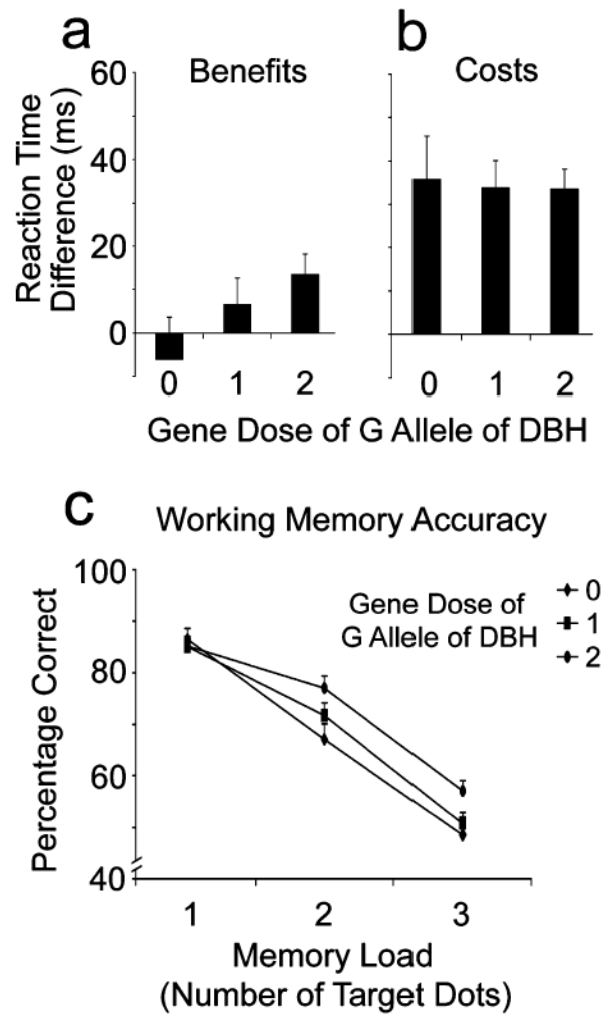 a
b
Benefits
Costs
Reaction Time
Difference (ms)
60
40
20
0
0 1 2
0 1 2
Gene Dose of G Allele of DBH
c
Working Memory Accuracy
Percentage Correct
100
80
60
40
Gene Dose of
G Allele of DBH
0
1
2
1 2 3
Memory Load
(Number of Target Dots)